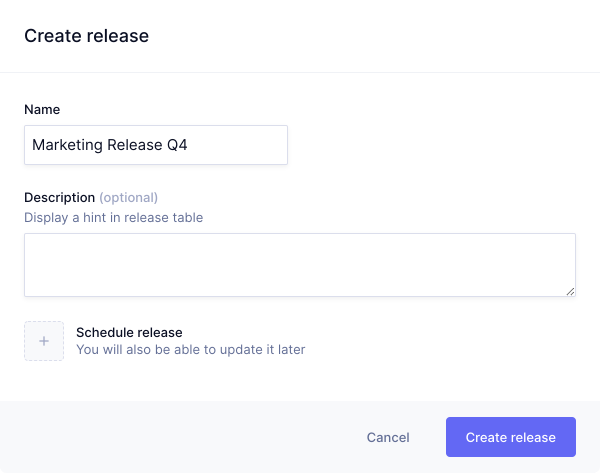 Create release
Name
Marketing Release Q4
Description (optional)
Display a hint in release table
Schedule release
You will also be able to update it later
Cancel
Create release